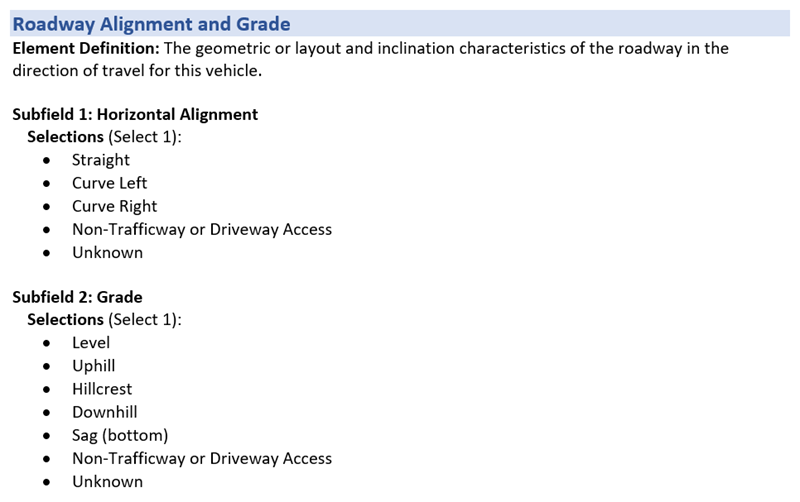 Roadway Alignment and Grade
Element Definition: The geometric or layout and inclination characteristics of the roadway in the
direction of travel for this vehicle.
Subfield 1: Horizontal Alignment
Selections (Select 1):
• Straight
• Curve Left
• Curve Right
• Non-Trafficway or Driveway Access
• Unknown
Subfield 2: Grade
Selections (Select 1):
• Level
• Uphill
• Hillcrest
• Downhill
• Sag (bottom)
• Non-Trafficway or Driveway Access
• Unknown